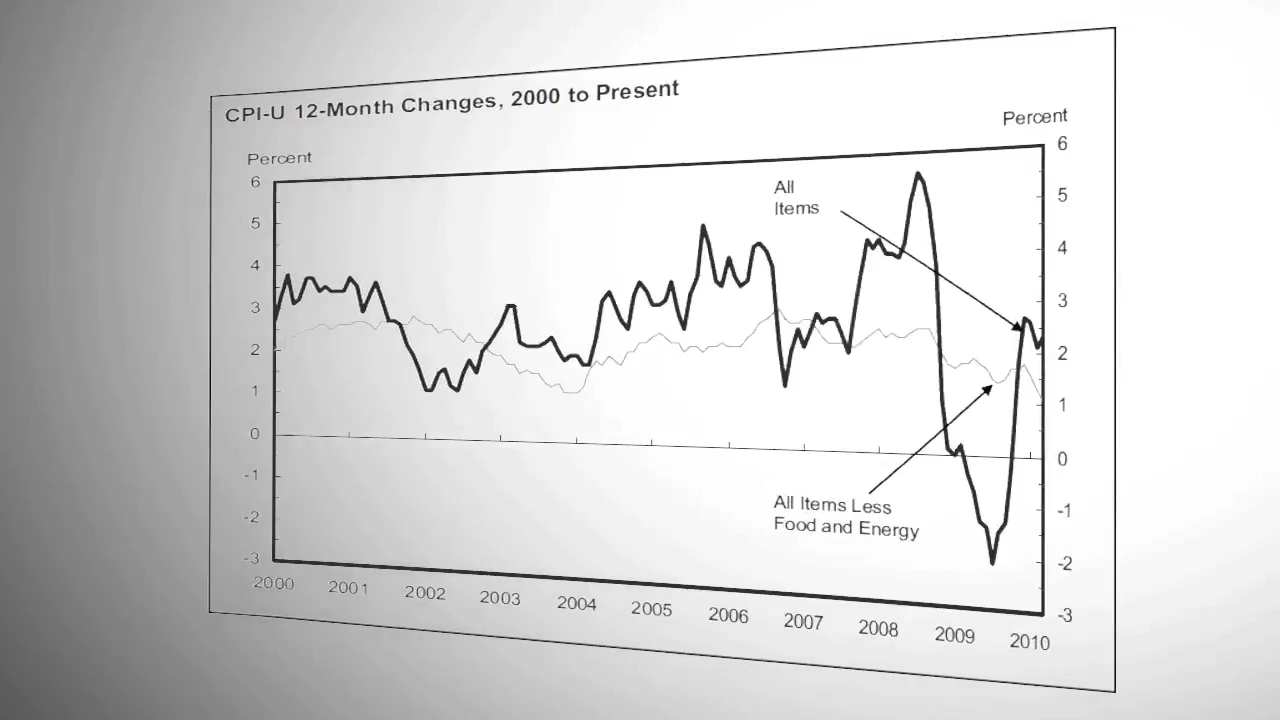 CPI-U 12-Month Changes, 2000 to Present
Percent
Percent
6
5
4
3
2
1
0
-1
-2
-3
6
5
4
3
2
1
0
-1
-2
-3
All
Items
All Items Less
Food and Energy
2000 2001 2002 2003 2004 2005 2006 2007 2008 2009 2010